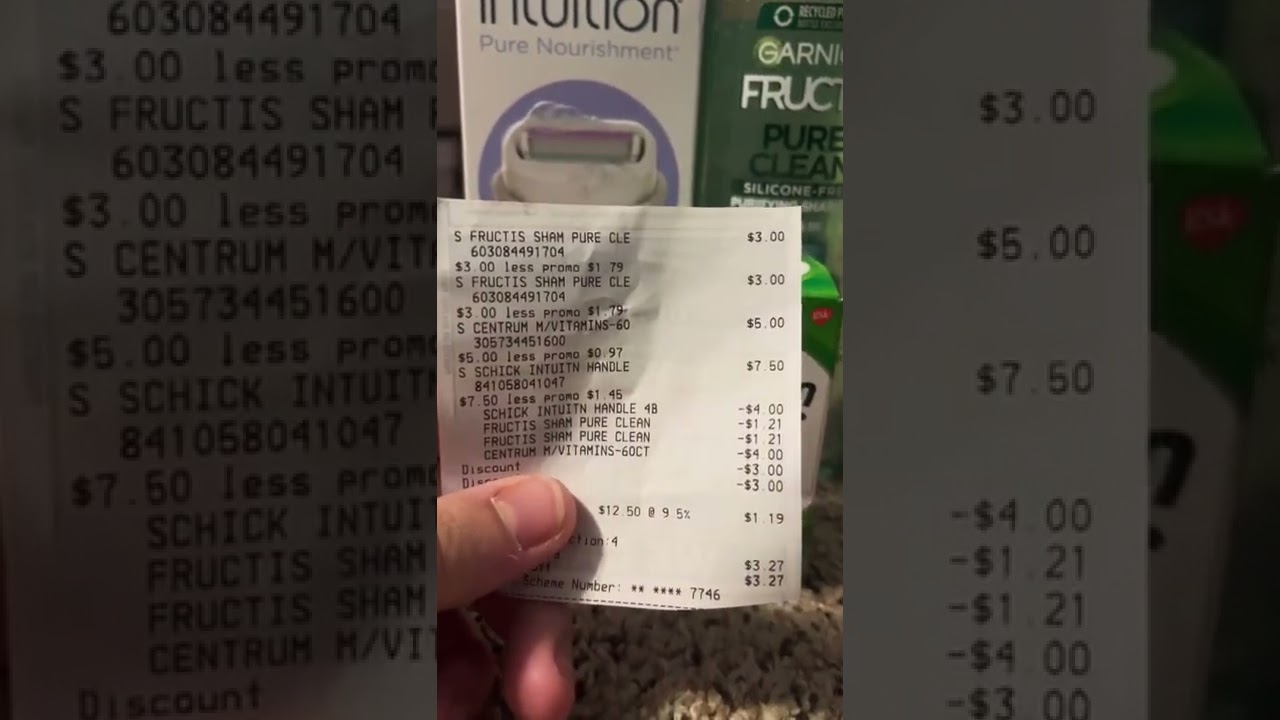 intuition
Pure Nourishment
RECYCLED
GARNI
FRUCT
PURE
CLEAN
SILICONE-FRE
S FRUCTIS SHAM PURE CLE $3.00
603084491704
$3.00 less promo $1.79
S FRUCTIS SHAM PURE CLE $3.00
603084491704
$3.00 less promo $1.79
S CENTRUM M/VITAMINS-60 $5.00
305734451600
$5.00 less promo $0.97
S SCHICK INTUITN HANDLE $7.50
841058041047
$7.50 less promo $1.45
SCHICK INTUITN HANDLE 4B -$4.00
FRUCTIS SHAM PURE CLEAN -$1.21
FRUCTIS SHAM PURE CLEAN -$1.21
CENTRUM M/VITAMINS-60CT -$4.00
Discount -$3.00
-$3.00
$12.50 @ 9 5% $1.19
ction:4
$3.27
$3.27
Scheme Number: ** **** 7746